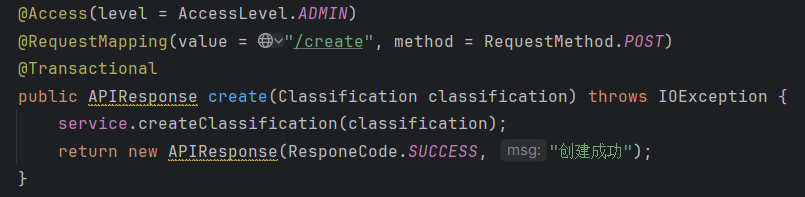 @Access(level = AccessLevel.ADMIN)
@RequestMapping(value = "/create", method = RequestMethod.POST)
@Transactional
public APIResponse create(Classification classification) throws IOException {
    service.createClassification(classification);
    return new APIResponse(ResponeCode.SUCCESS, msg: "创建成功");
}